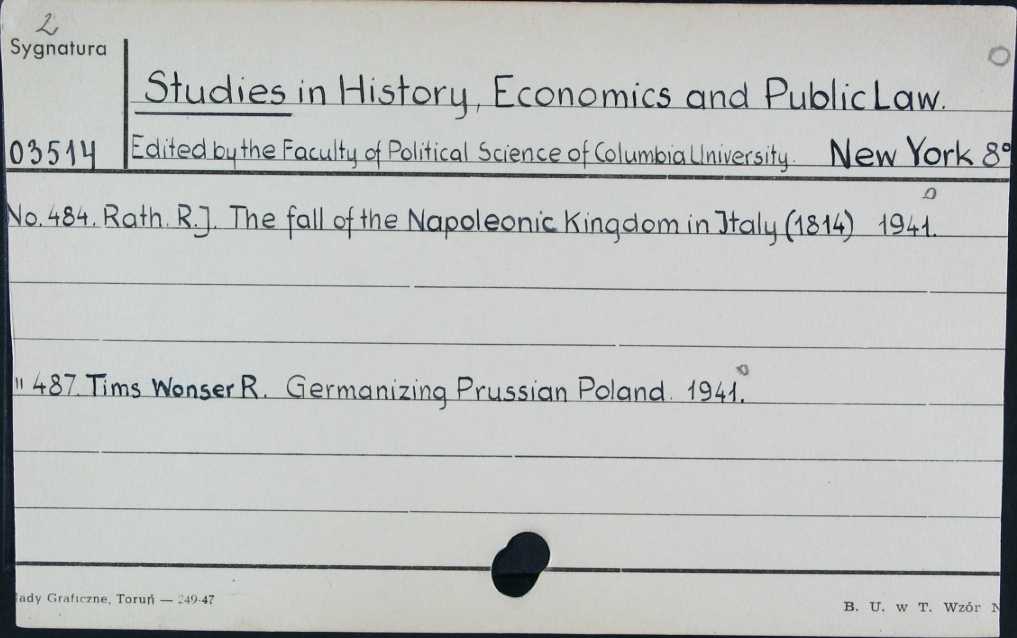 2
Sygnatura
Studies in History, Economics and Public Law.
03514 Edited by the Faculty of Political Science of Columbia University. New York 8°
No. 484. Rath. R.J. The fall of the Napoleonic Kingdom in Italy (1814) 1941.
" 487. Tims Wonser R. Germanizing Prussian Poland. 1941.
ady Graficzne, Toruń — 249-47
B. U. w T. Wzór N